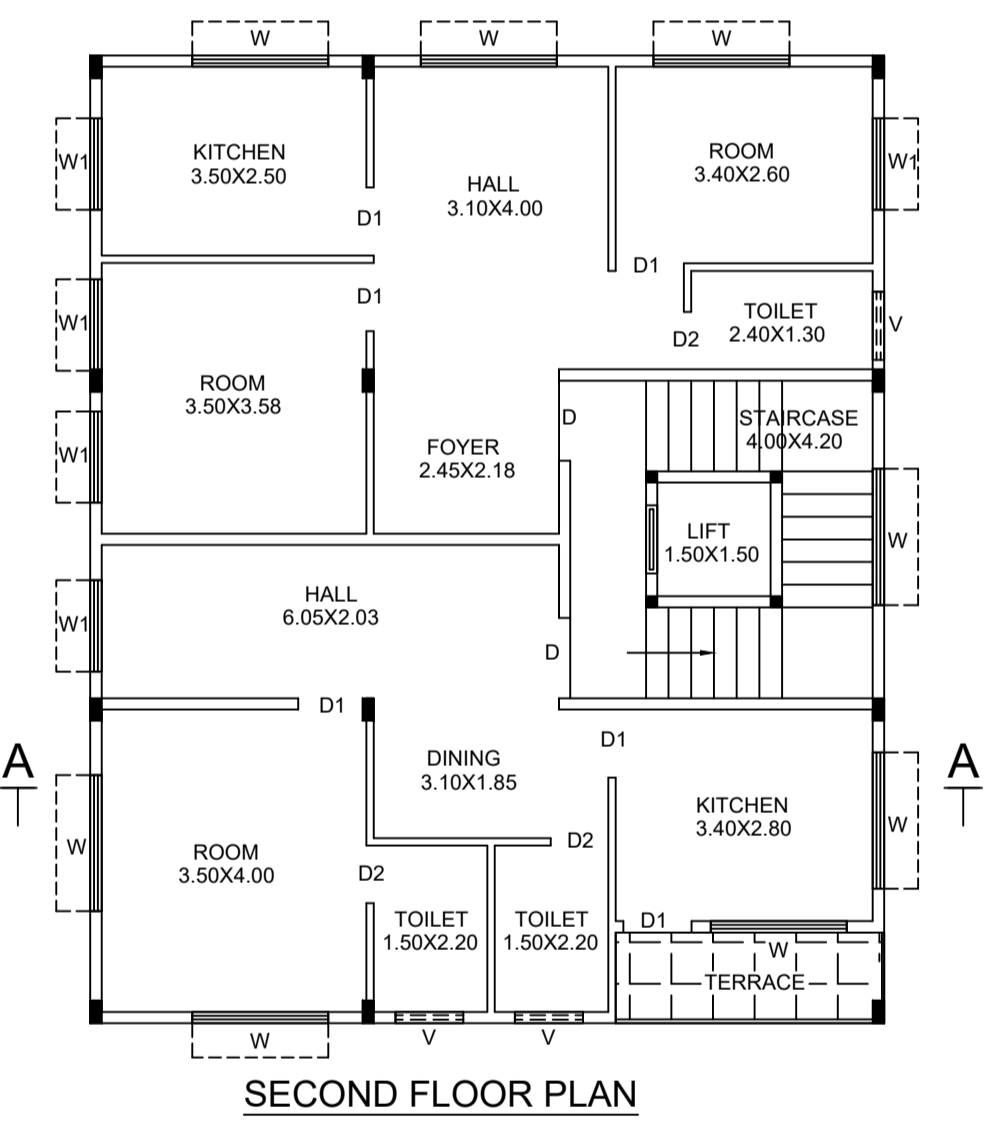 W
W
W
KITCHEN
3.50X2.50
HALL
3.10X4.00
ROOM
3.40X2.60
W1
W1
D1
D1
D1
W1
TOILET
2.40X1.30
V
D2
ROOM
3.50X3.58
D
STAIRCASE
4.00X4.20
W1
FOYER
2.45X2.18
LIFT
1.50X1.50
W
HALL
6.05X2.03
W1
D
D1
D1
A
DINING
3.10X1.85
A
KITCHEN
3.40X2.80
W
W
ROOM
3.50X4.00
D2
D2
TOILET
1.50X2.20
TOILET
1.50X2.20
D1
W
TERRACE
W
V
V
SECOND FLOOR PLAN